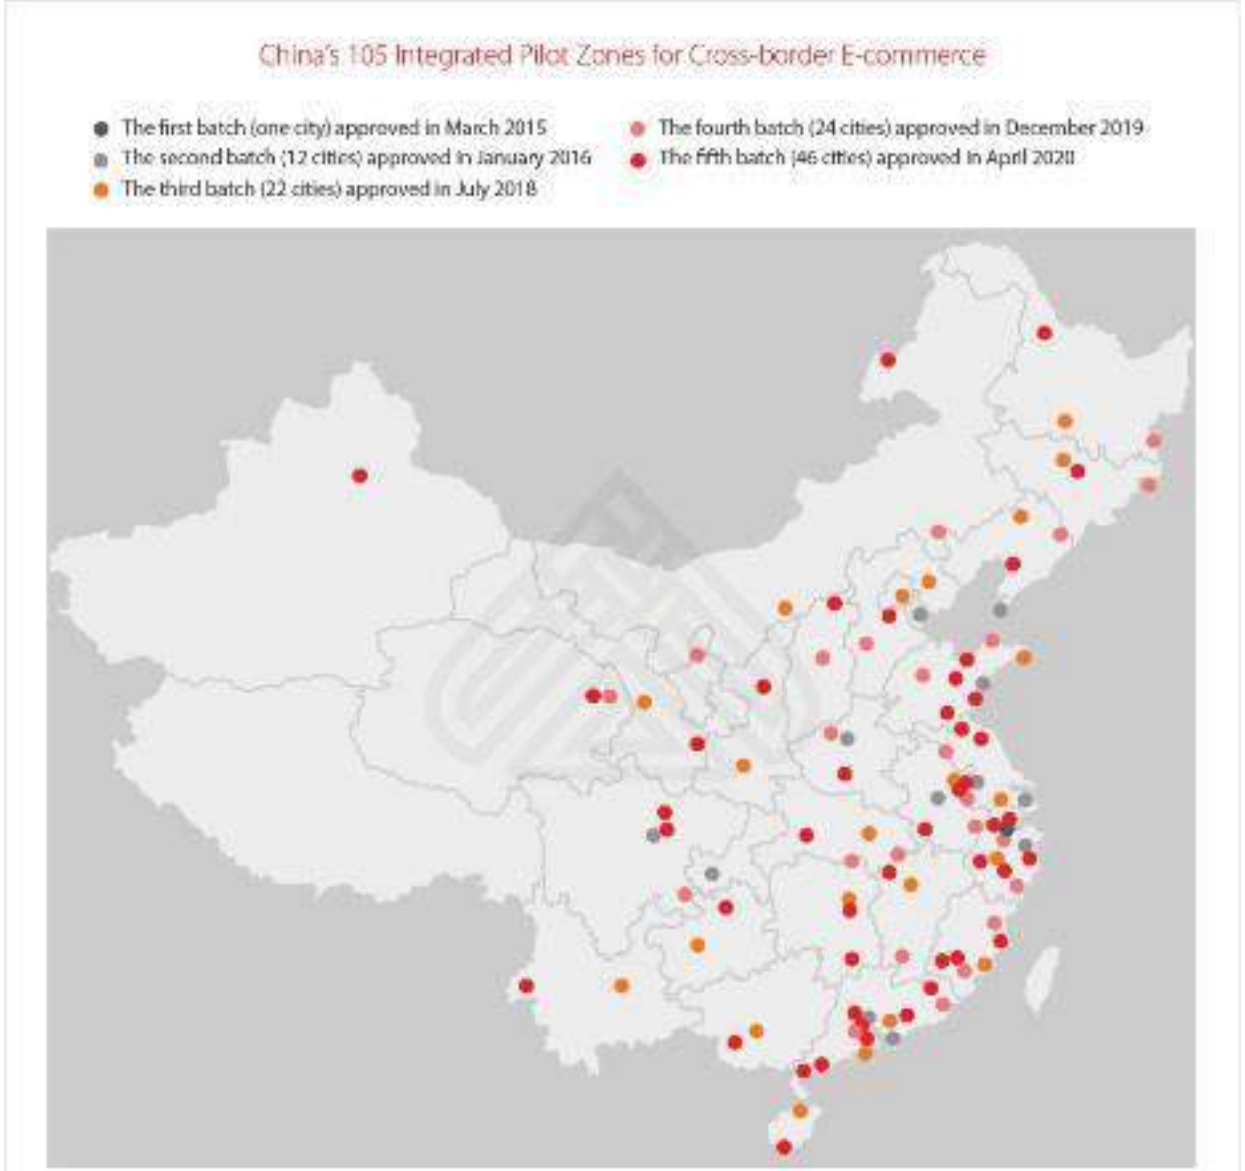 China's 105 Integrated Pilot Zones for Cross-border E-commerce
The first batch (one city) approved in March 2015
The second batch (12 cities) approved in January 2016
The third batch (22 cities) approved in July 2018
The fourth batch (24 cities) approved in December 2019
The fifth batch (46 cities) approved in April 2020